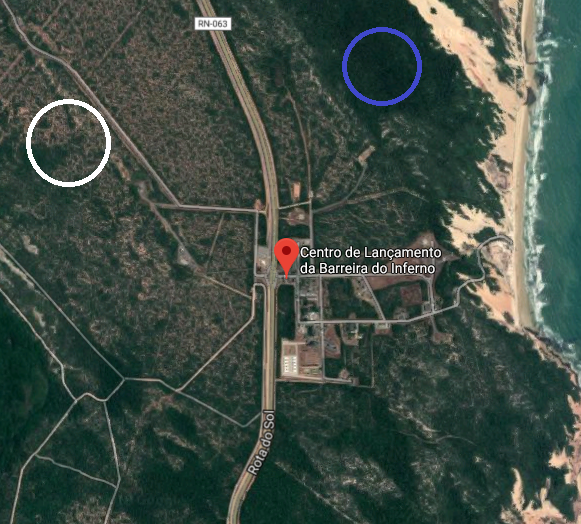 RN-063
Centro de Lançamento
da Barreira do Inferno
Rota do Sol